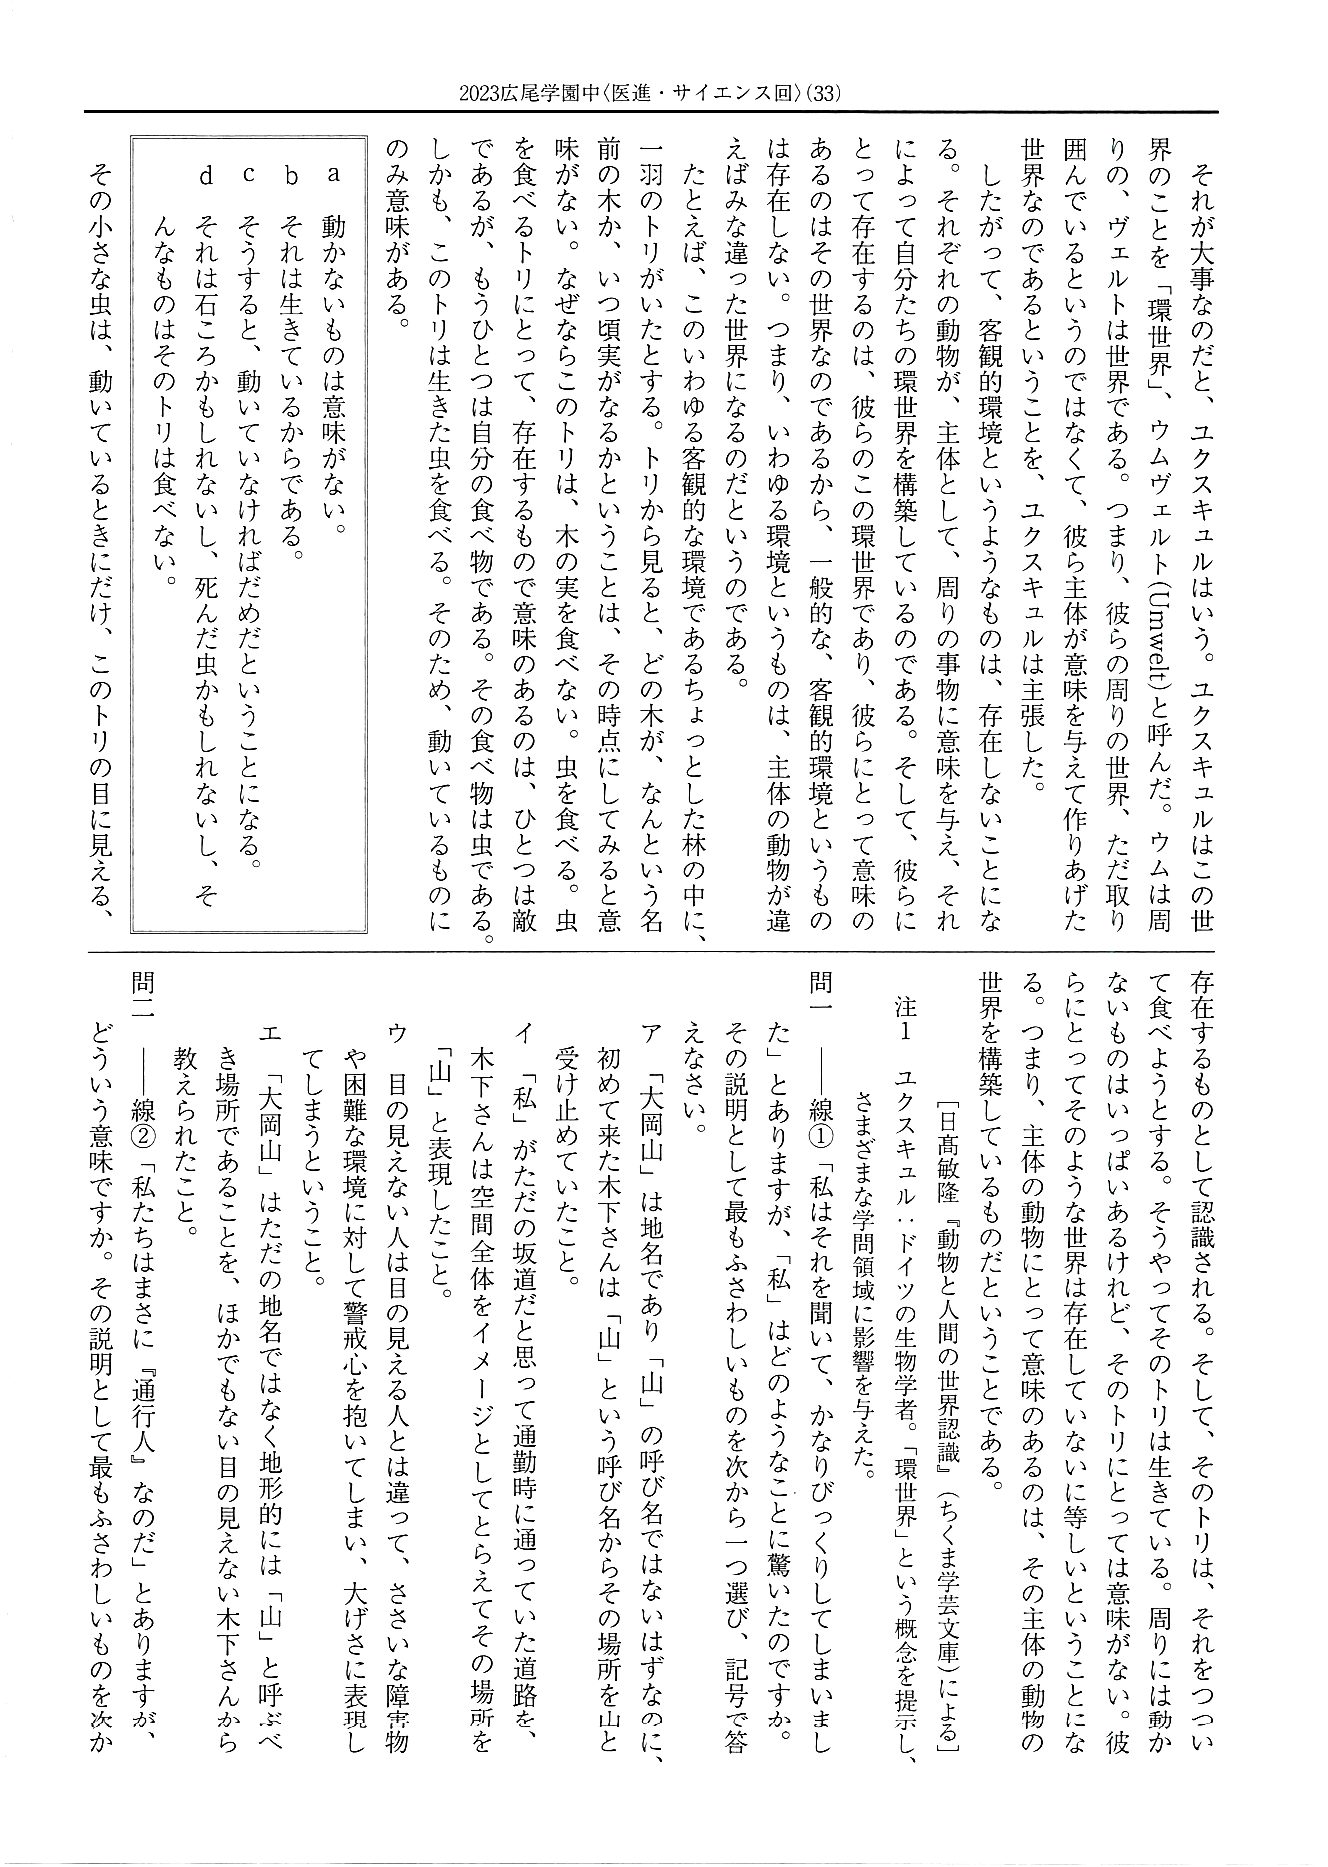 2023広尾学園中〈医進・サイエンス回〉(33)
それが大事なのだと、ユクスキュルはいう。ユクスキュルはこの世
界のことを「環世界」、ウムヴェルト(Umwelt)と呼んだ。ウムは周
りの、ヴェルトは世界である。つまり、彼らの周りの世界、ただ取り
囲んでいるというのではなくて、彼ら主体が意味を与えて作りあげた
世界なのであるということを、ユクスキュルは主張した。
したがって、客観的環境というようなものは、存在しないことにな
る。それぞれの動物が、主体として、周りの事物に意味を与え、それ
によって自分たちの環世界を構築しているのである。そして、彼らに
とって存在するのは、彼らのこの環世界であり、彼らにとって意味の
あるのはその世界なのであるから、一般的な、客観的環境というもの
は存在しない。つまり、いわゆる環境というものは、主体の動物が違
えばみな違った世界になるのだというのである。
たとえば、このいわゆる客観的な環境であるちょっとした林の中に、
一羽のトリがいたとする。トリから見ると、どの木が、なんという名
前の木か、いつ頃実がなるかということは、その時点にしてみると意
味がない。なぜならこのトリは、木の実を食べない。虫を食べる。虫
を食べるトリにとって、存在するもので意味のあるのは、ひとつは敵
であるが、もうひとつは自分の食べ物である。その食べ物は虫である。
しかも、このトリは生きた虫を食べる。そのため、動いているものに
のみ意味がある。
a 動かないものは意味がない。
b それは生きているからである。
c そうすると、動いていなければだめだということになる。
d それは石ころかもしれないし、死んだ虫かもしれないし、そ
んなものはそのトリは食べない。
その小さな虫は、動いているときにだけ、このトリの目に見える、
存在するものとして認識される。そして、そのトリは、それをつつい
て食べようとする。そうやってそのトリは生きている。周りには動か
ないものはいっぱいあるけれど、そのトリにとっては意味がない。彼
らにとってそのような世界は存在していないに等しいということにな
る。つまり、主体の動物にとって意味のあるのは、その主体の動物の
世界を構築しているものだということである。
［日髙敏隆『動物と人間の世界認識』(ちくま学芸文庫)による］
注1 ユクスキュル：ドイツの生物学者。「環世界」という概念を提示し、
さまざまな学問領域に影響を与えた。
問一 ――線①「私はそれを聞いて、かなりびっくりしてしまいまし
た」とありますが、「私」はどのようなことに驚いたのですか。
その説明として最もふさわしいものを次から一つ選び、記号で答
えなさい。
ア 「大岡山」は地名であり「山」の呼び名ではないはずなのに、
初めて来た木下さんは「山」という呼び名からその場所を山と
受け止めていたこと。
イ 「私」がただの坂道だと思って通勤時に通っていた道路を、
木下さんは空間全体をイメージとしてとらえてその場所を
「山」と表現したこと。
ウ 目の見えない人は目の見える人とは違って、ささいな障害物
や困難な環境に対して警戒心を抱いてしまい、大げさに表現し
てしまうということ。
エ 「大岡山」はただの地名ではなく地形的には「山」と呼ぶべ
き場所であることを、ほかでもない目の見えない木下さんから
教えられたこと。
問二 ――線②「私たちはまさに『通行人』なのだ」とありますが、
どういう意味ですか。その説明として最もふさわしいものを次か